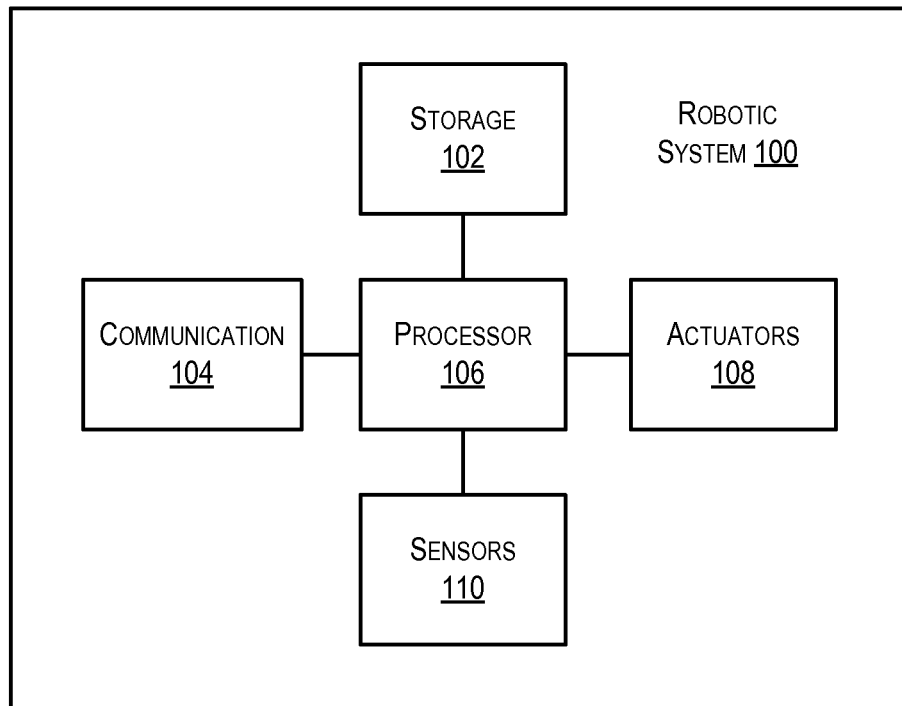 STORAGE
102
ROBOTIC
SYSTEM 100
COMMUNICATION
104
PROCESSOR
106
ACTUATORS
108
SENSORS
110